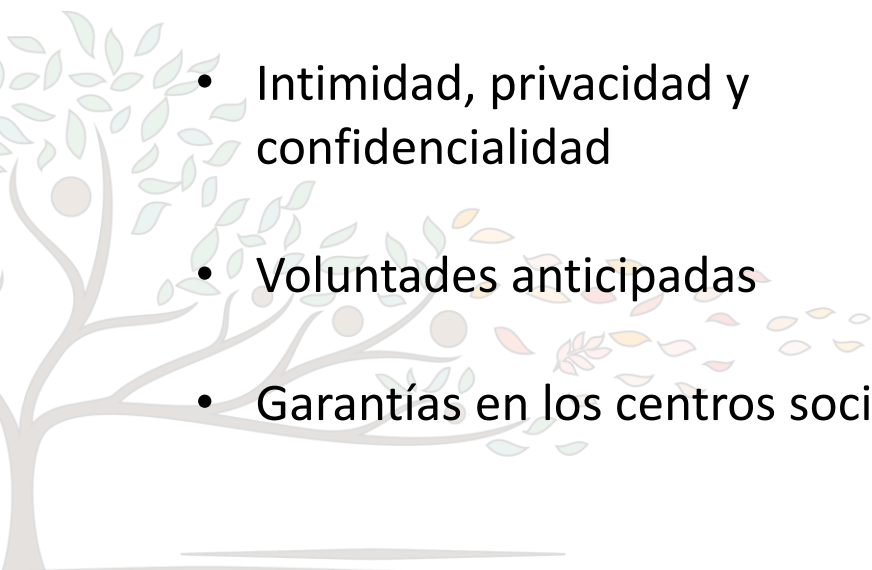 • Intimidad, privacidad y
confidencialidad
• Voluntades anticipadas
• Garantías en los centros soci